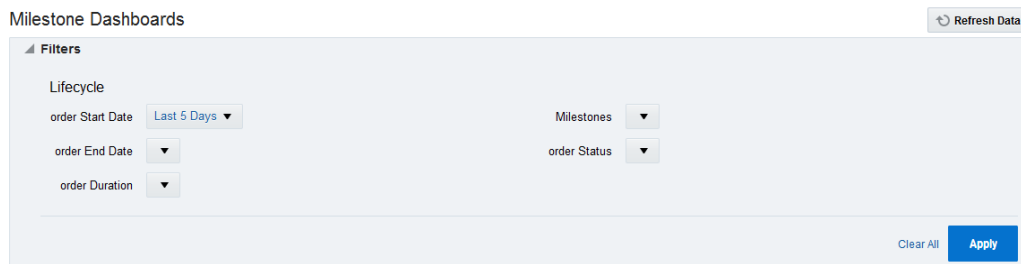 Milestone Dashboards
Refresh Data
Filters
Lifecycle
order Start Date Last 5 Days Milestones
order End Date order Status
order Duration
Clear All Apply